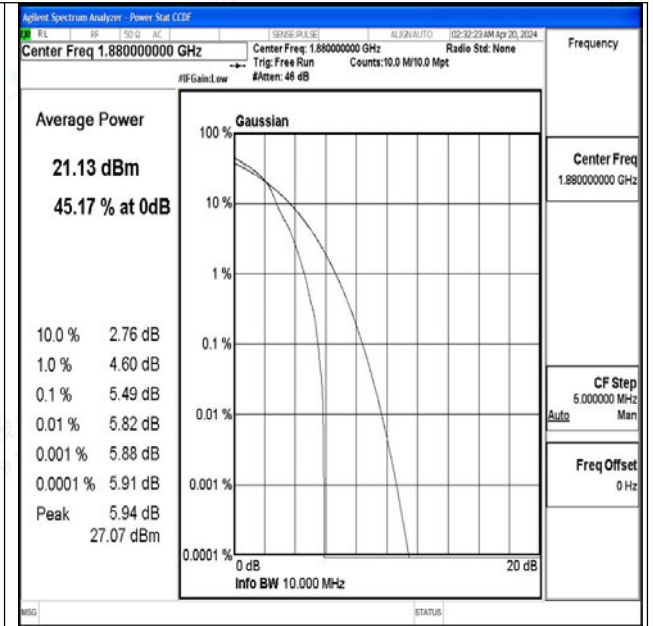 Agilent Spectrum Analyzer - Power Stat CCDF
RL RF 50 Ω AC SENSE:PULSE ALIGN AUTO 02:32:23 AM Apr 20, 2024
Center Freq 1.880000000 GHz
Center Freq: 1.880000000 GHz Radio Std: None
Trig: Free Run Counts:10.0 M/10.0 Mpt
#IFGain:Low #Atten: 46 dB
Frequency
Average Power
21.13 dBm
45.17 % at 0dB
10.0 % 2.76 dB
1.0 % 4.60 dB
0.1 % 5.49 dB
0.01 % 5.82 dB
0.001 % 5.88 dB
0.0001 % 5.91 dB
Peak 5.94 dB
27.07 dBm
Gaussian
100 %
10 %
1 %
0.1 %
0.01 %
0.001 %
0.0001 %
0 dB 20 dB
Info BW 10.000 MHz
Center Freq
1.880000000 GHz
CF Step
5.000000 MHz
Auto Man
Freq Offset
0 Hz
MSG STATUS